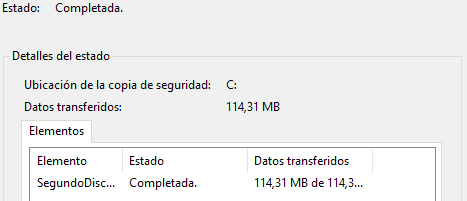 Estado: Completada.
Detalles del estado
Ubicación de la copia de seguridad: C:
Datos transferidos: 114,31 MB
Elementos
Elemento Estado Datos transferidos
SegundoDisc... Completada. 114,31 MB de 114,3...